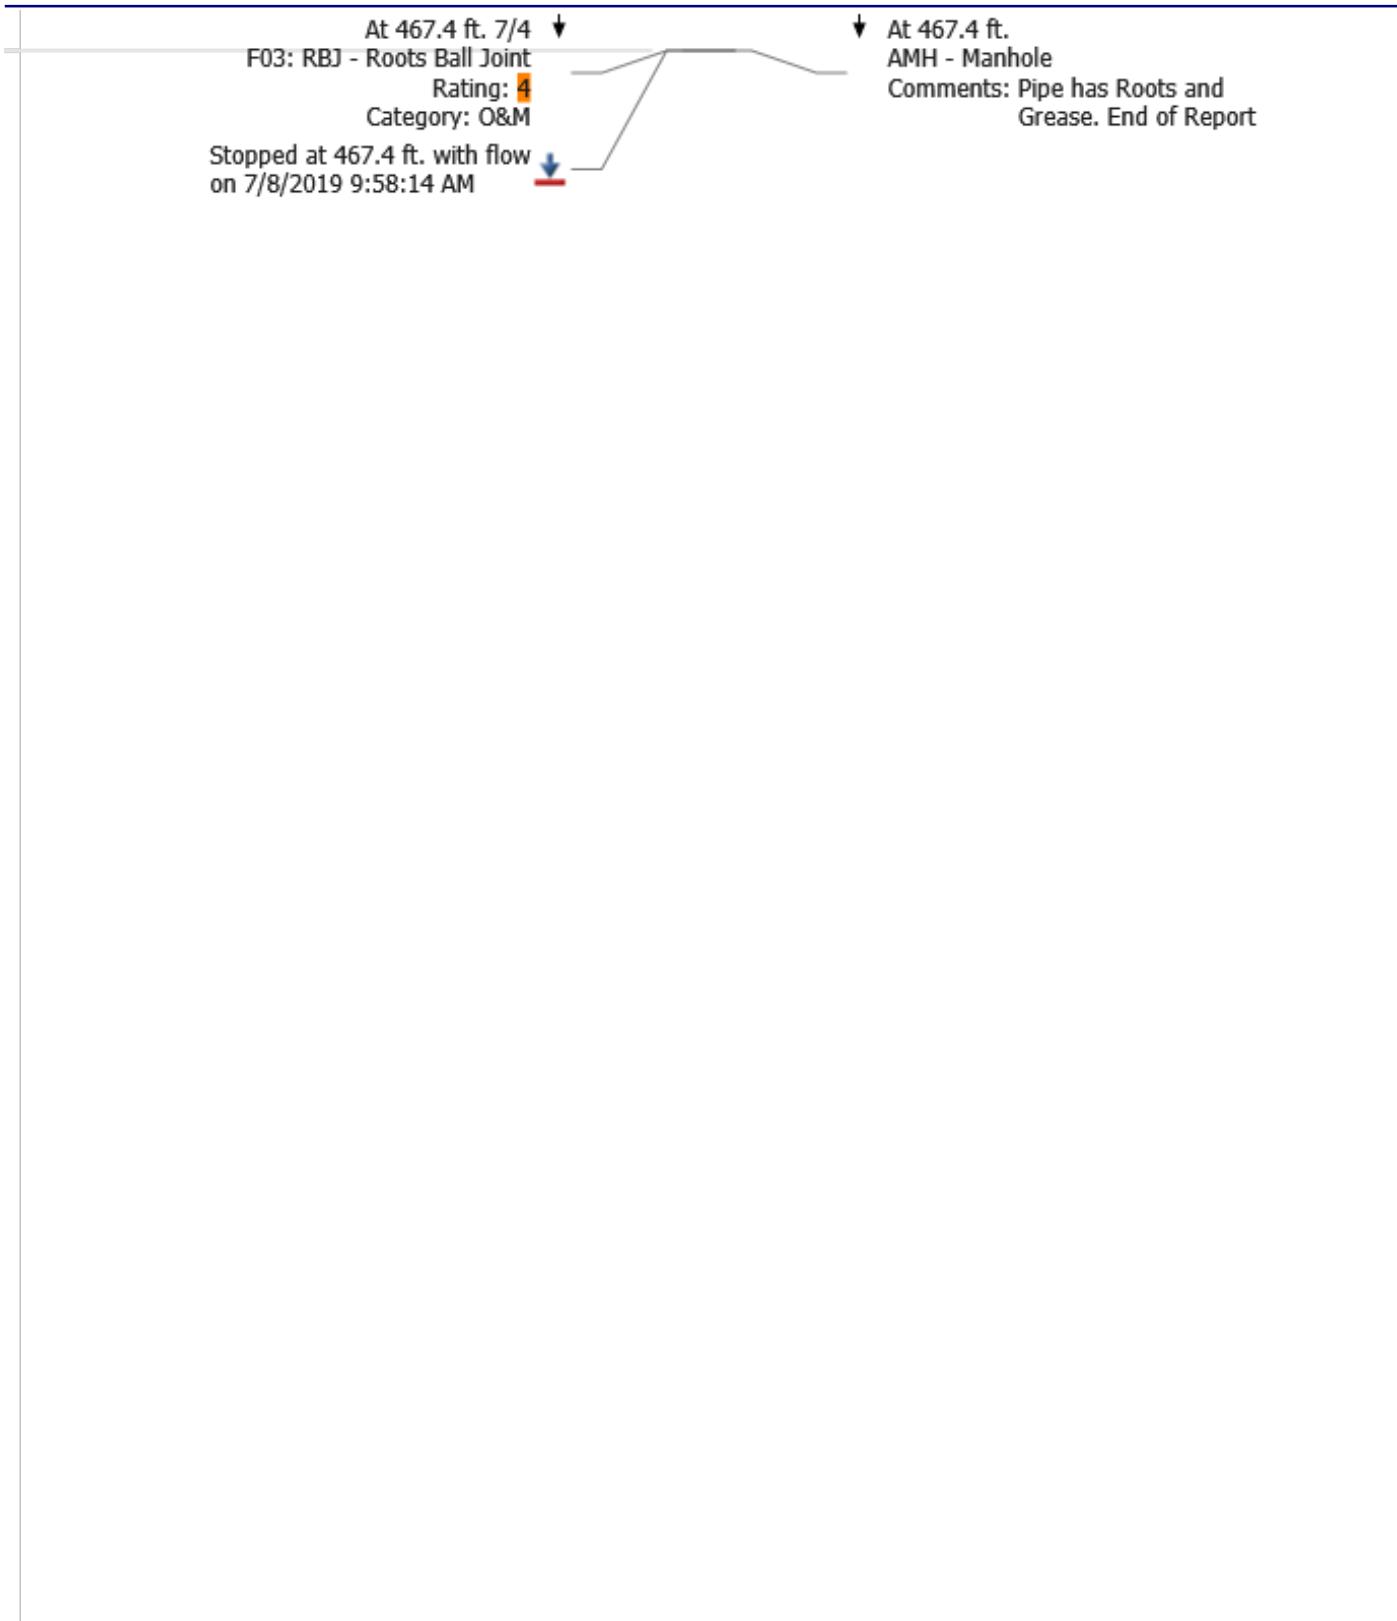 At 467.4 ft. 7/4
F03: RBJ - Roots Ball Joint
Rating: 4
Category: O&M
Stopped at 467.4 ft. with flow
on 7/8/2019 9:58:14 AM
At 467.4 ft.
AMH - Manhole
Comments: Pipe has Roots and
Grease. End of Report